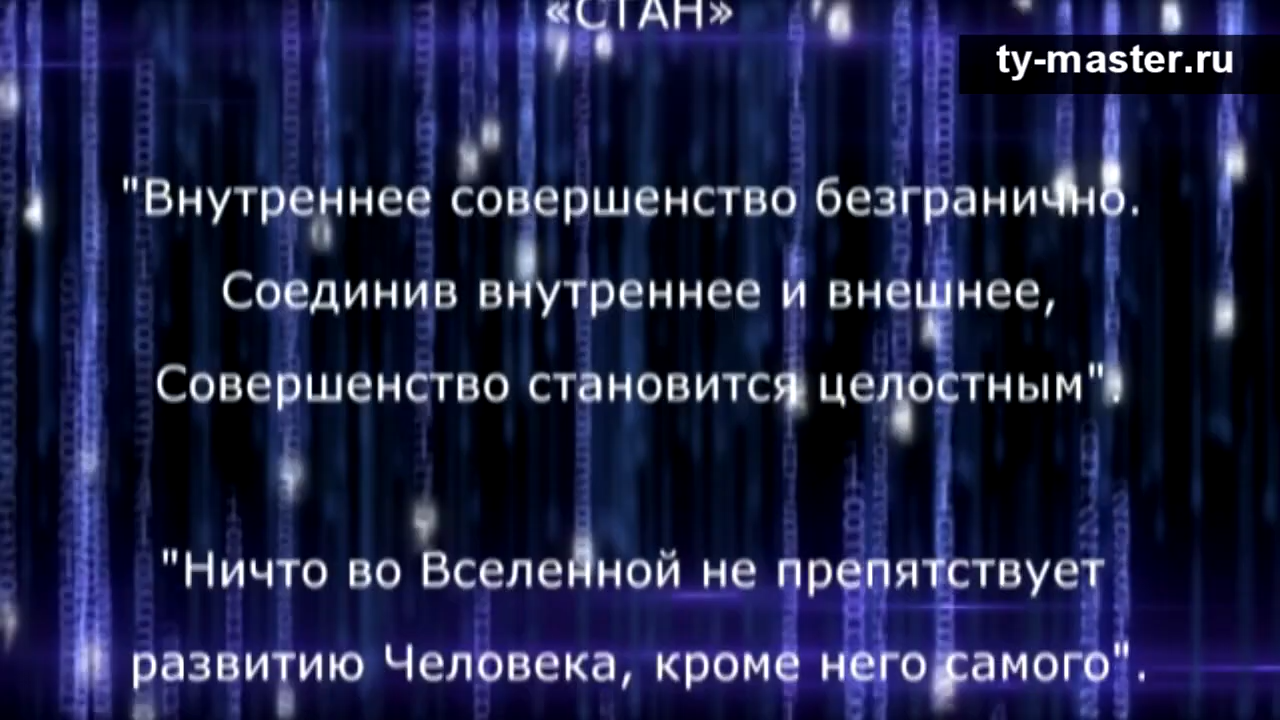 «СТАН»
ty-master.ru
"Внутреннее совершенство безгранично.
Соединив внутреннее и внешнее,
Совершенство становится целостным".
"Ничто во Вселенной не препятствует
развитию Человека, кроме него самого".